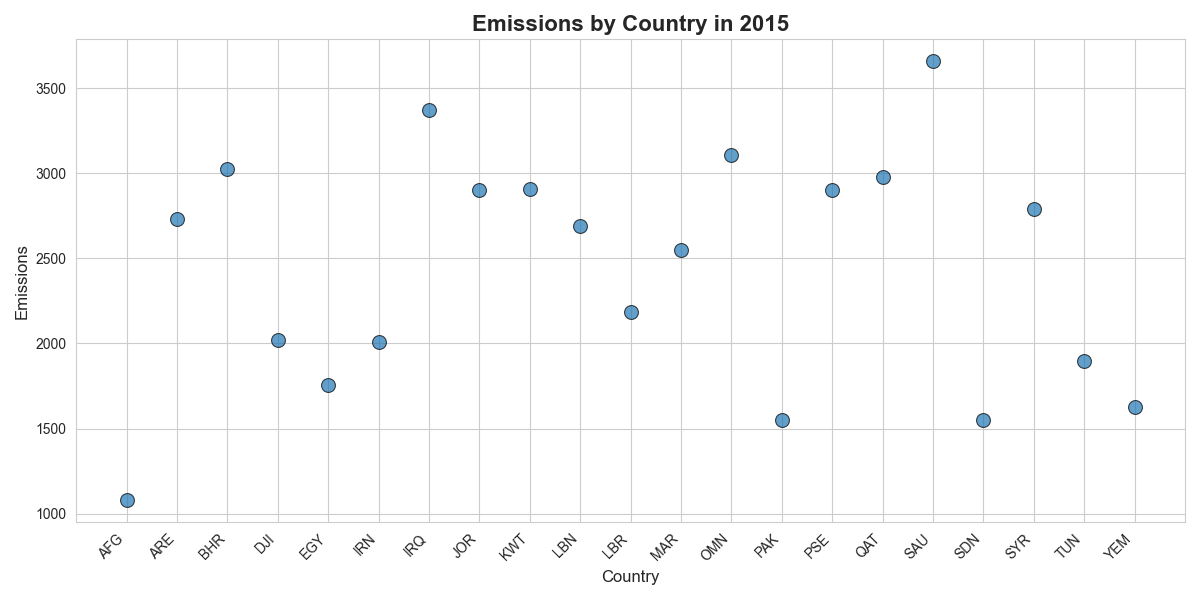 Emissions by Country in 2015
Emissions
3500
3000
2500
2000
1500
1000
AFG ARE BHR DJI EGY IRN IRQ JOR KWT LBN LBR MAR OMN PAK PSE QAT SAU SDN SYR TUN YEM
Country